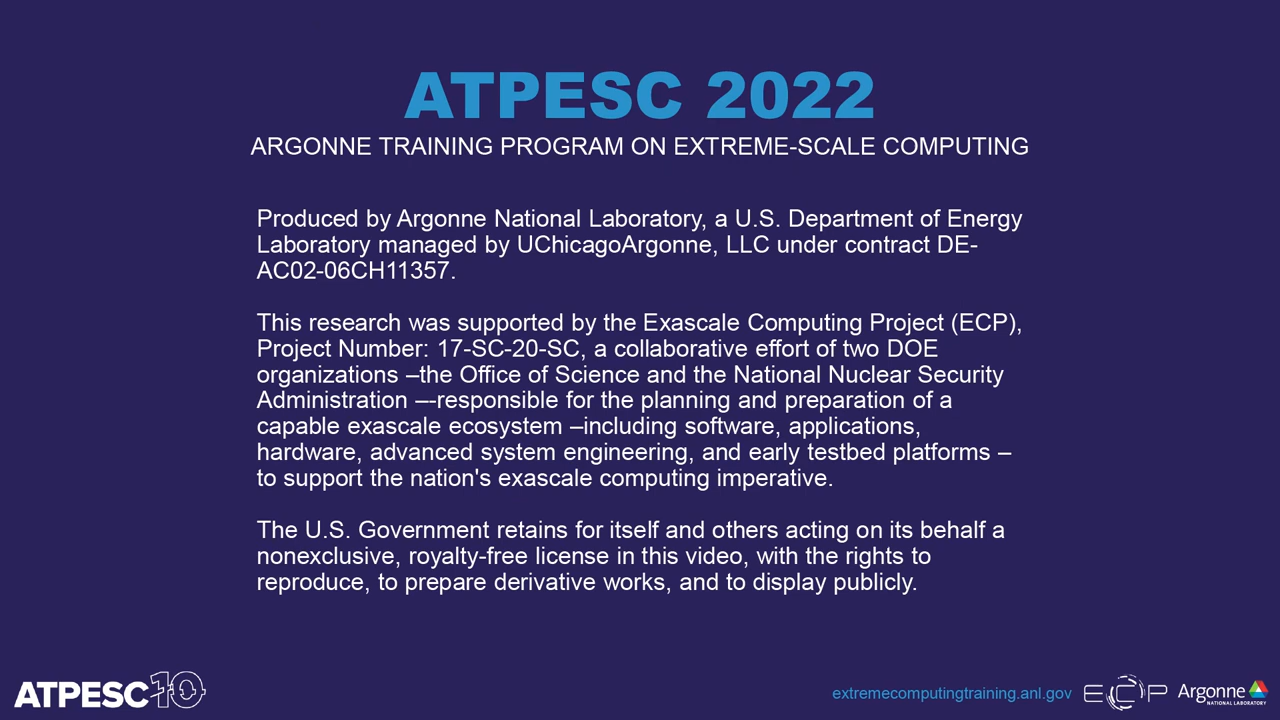 ATPESC 2022
ARGONNE TRAINING PROGRAM ON EXTREME-SCALE COMPUTING
Produced by Argonne National Laboratory, a U.S. Department of Energy
Laboratory managed by UChicagoArgonne, LLC under contract DE-
AC02-06CH11357.
This research was supported by the Exascale Computing Project (ECP),
Project Number: 17-SC-20-SC, a collaborative effort of two DOE
organizations –the Office of Science and the National Nuclear Security
Administration –-responsible for the planning and preparation of a
capable exascale ecosystem –including software, applications,
hardware, advanced system engineering, and early testbed platforms –
to support the nation's exascale computing imperative.
The U.S. Government retains for itself and others acting on its behalf a
nonexclusive, royalty-free license in this video, with the rights to
reproduce, to prepare derivative works, and to display publicly.
ATPESC 10
extremecomputingtraining.anl.gov
ECP
Argonne
NATIONAL LABORATORY